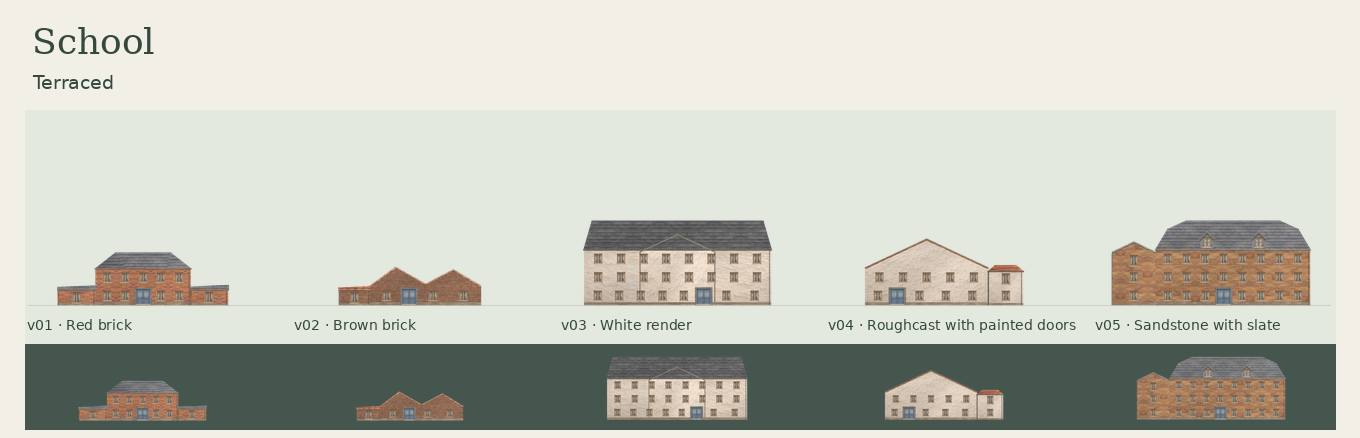 School
Terraced
v01 · Red brick
v02 · Brown brick
v03 · White render
v04 · Roughcast with painted doors
v05 · Sandstone with slate